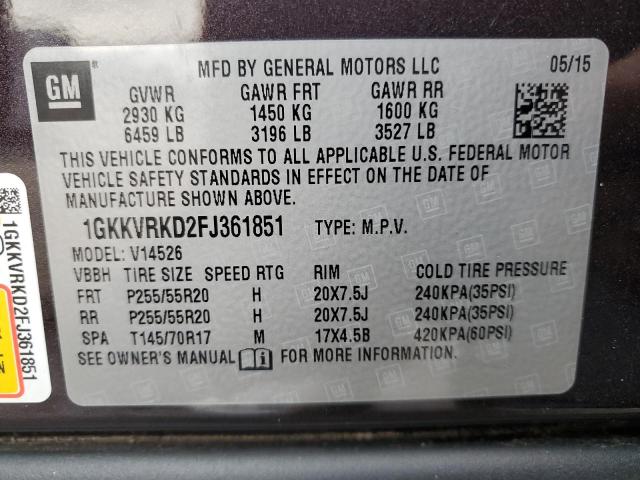 GM
MFD BY GENERAL MOTORS LLC 05/15
GVWR GAWR FRT GAWR RR
2930 KG 1450 KG 1600 KG
6459 LB 3196 LB 3527 LB
THIS VEHICLE CONFORMS TO ALL APPLICABLE U.S. FEDERAL MOTOR
VEHICLE SAFETY STANDARDS IN EFFECT ON THE DATE OF
MANUFACTURE SHOWN ABOVE.
1GKKVRKD2FJ361851 TYPE: M.P.V.
MODEL: V14526
VBBH TIRE SIZE SPEED RTG RIM COLD TIRE PRESSURE
FRT P255/55R20 H 20X7.5J 240KPA(35PSI)
RR P255/55R20 H 20X7.5J 240KPA(35PSI)
SPA T145/70R17 M 17X4.5B 420KPA(60PSI)
SEE OWNER'S MANUAL FOR MORE INFORMATION.
1GKKVRKD2FJ361851